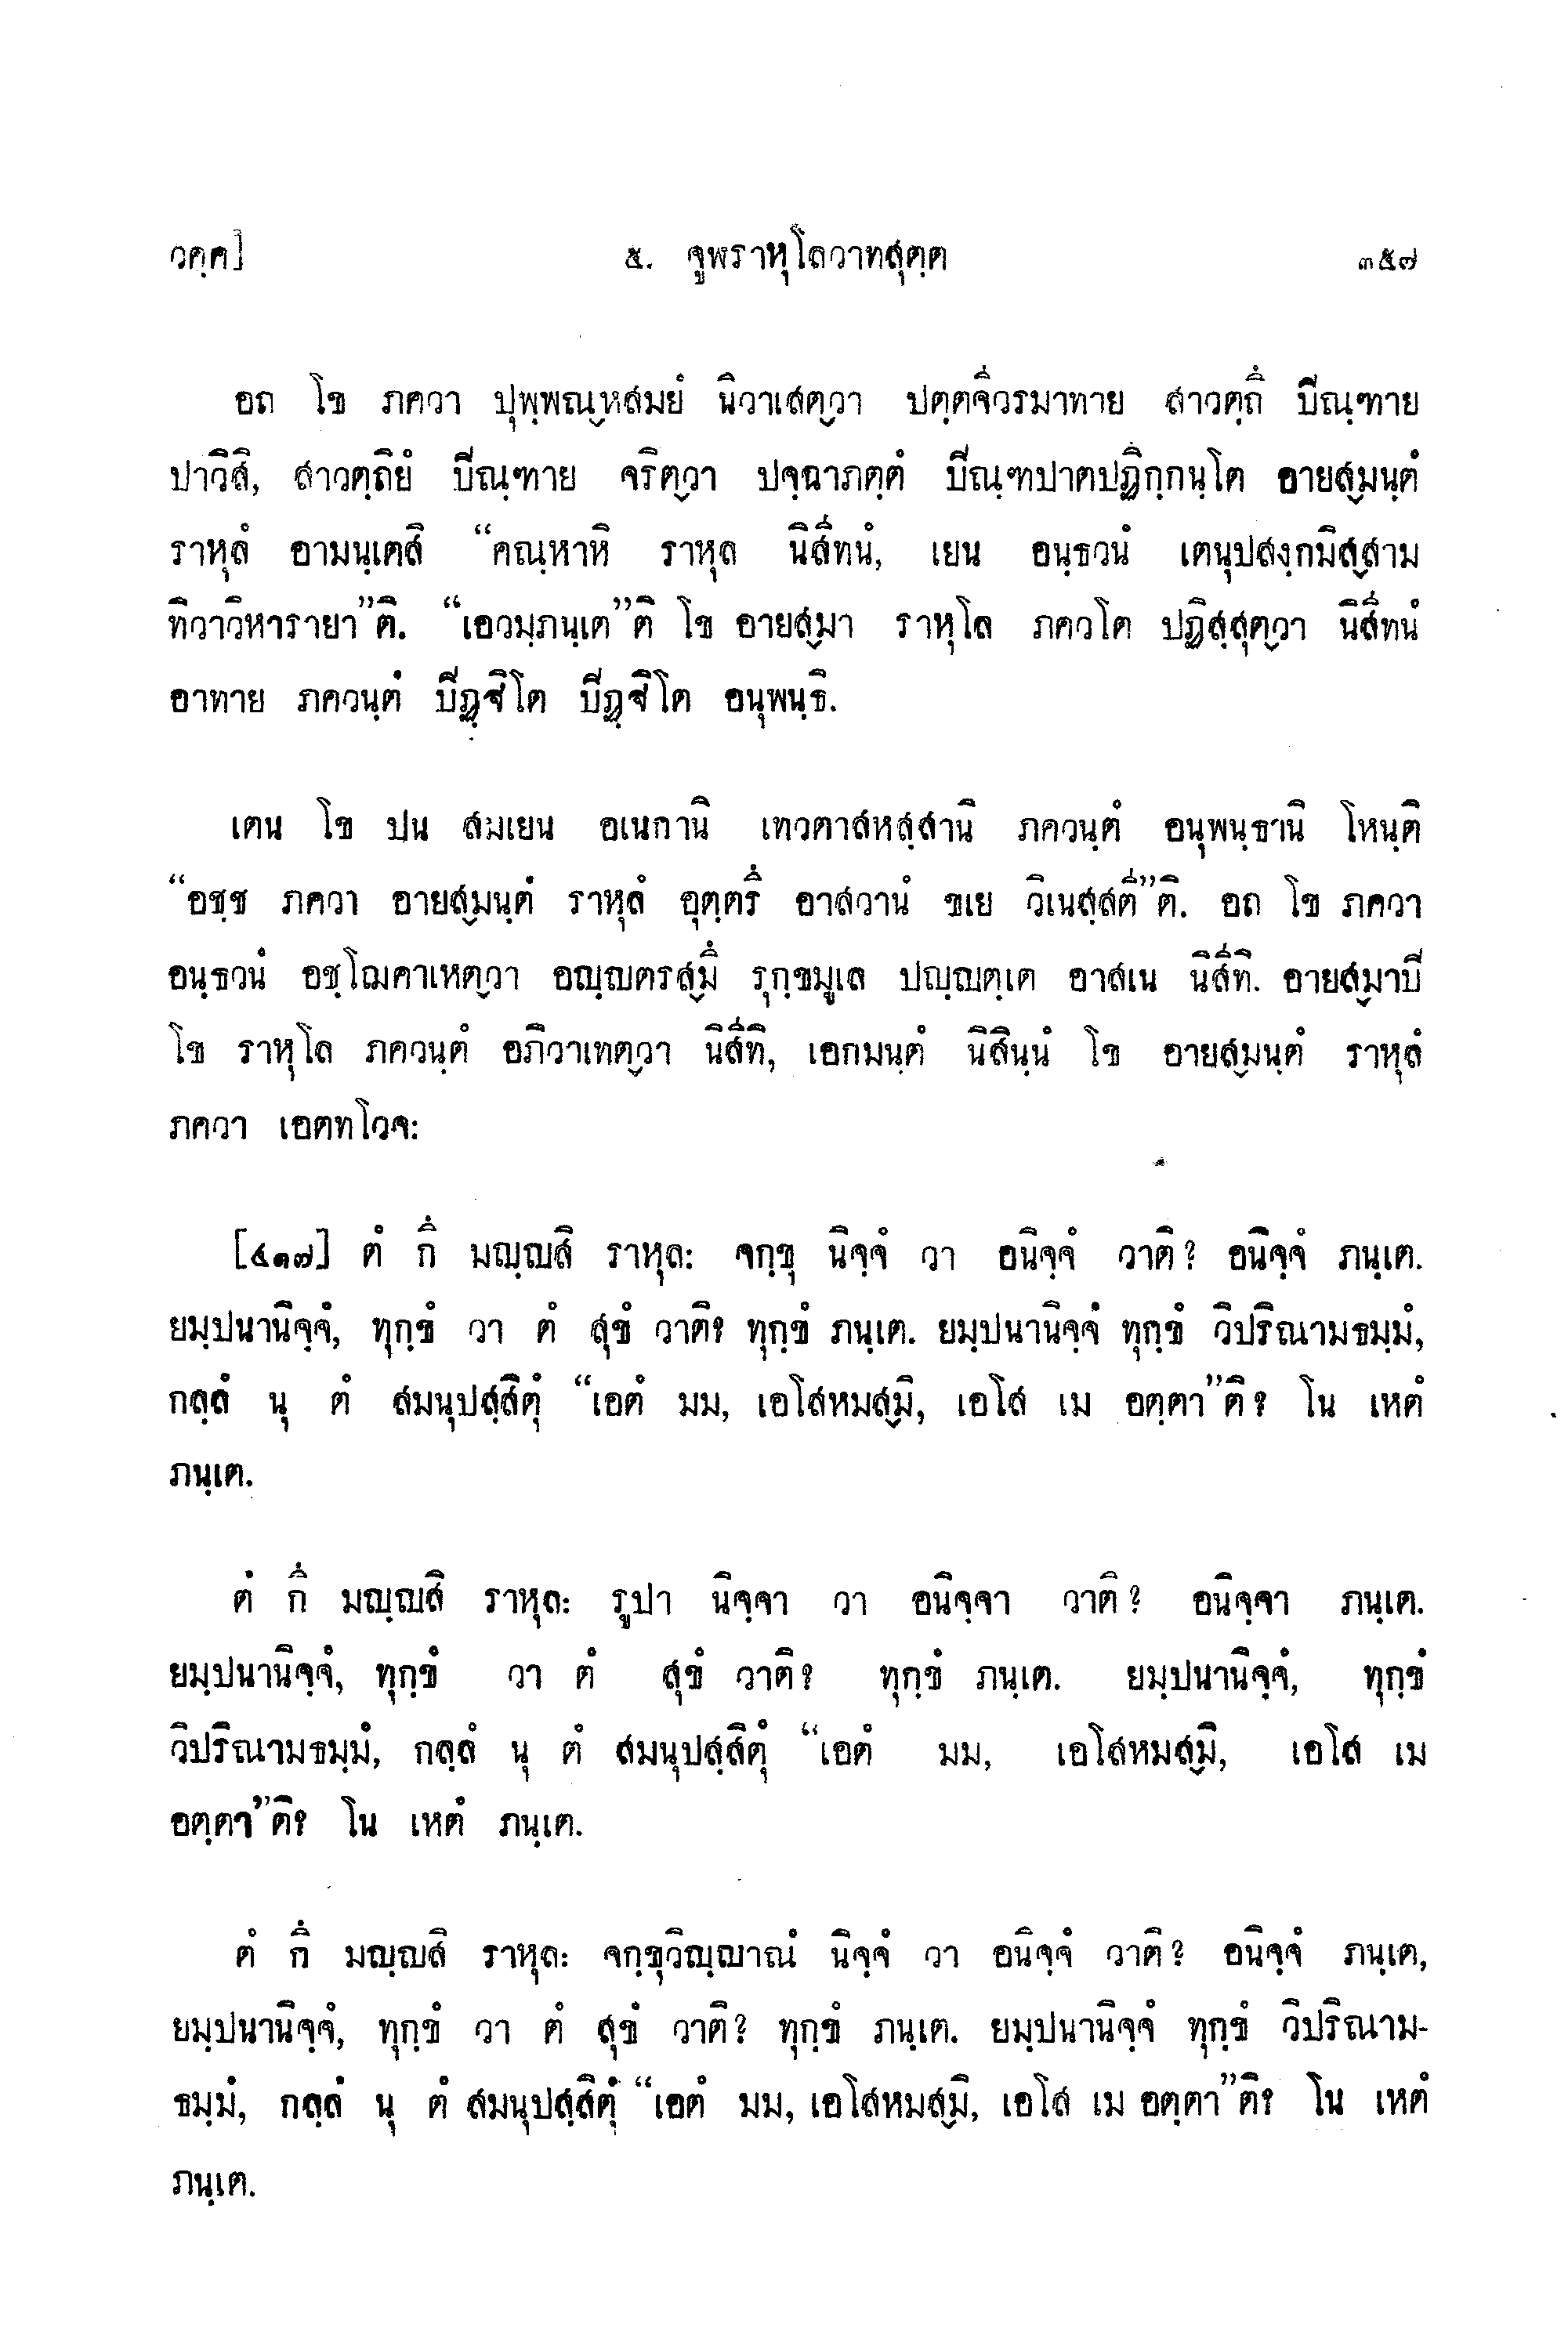 วคฺค]	๕. จูฬราหุโลวาทสุตฺต	๓๕๗
อถ โข ภควา ปุพฺพณฺหสมยํ นิวาเสตฺวา ปตฺตจีวรมาทาย สาวตฺถึ ปีณฺฑาย
ปาวิสิ, สาวตฺถิยํ ปีณฺฑาย จริตฺวา ปจฺฉาภตฺตํ ปีณฺฑปาตปฏิกฺกนฺโต อายสฺมนฺตํ
ราหุลํ อามนฺเตสิ “คณฺหาหิ ราหุล นิสีทนํ, เยน อนฺธวนํ เตนุปสงฺกมิสฺสาม
ทิวาวิหารายา”ติ. “เอวมฺภนฺเต”ติ โข อายสฺมา ราหุโล ภควโต ปฏิสฺสุตฺวา นิสีทนํ
อาทาย ภควนฺตํ ปีฏฺฐิโต ปีฏฺฐิโต อนุพนฺธิ.
เตน โข ปน สมเยน อเนกานิ เทวตาสหสฺสานิ ภควนฺตํ อนุพนฺธานิ โหนฺติ
“อชฺช ภควา อายสฺมนฺตํ ราหุลํ อุตฺตรึ อาสวานํ ขเย วิเนสฺสตี”ติ. อถ โข ภควา
อนฺธวนํ อชฺโฌคาเหตฺวา อญฺญตรสฺมึ รุกฺขมูเล ปญฺญตฺเต อาสเน นิสีทิ. อายสฺมาปี
โข ราหุโล ภควนฺตํ อภิวาเทตฺวา นิสีทิ, เอกมนฺตํ นิสินฺนํ โข อายสฺมนฺตํ ราหุลํ
ภควา เอตทโวจ:
[๔๑๗] ตํ กึ มญฺญสิ ราหุล: จกฺขุ นิจฺจํ วา อนิจฺจํ วาติ? อนิจฺจํ ภนฺเต.
ยมฺปนานิจฺจํ, ทุกฺขํ วา ตํ สุขํ วาติ? ทุกฺขํ ภนฺเต. ยมฺปนานิจฺจํ ทุกฺขํ วิปริณามธมฺมํ,
กลฺลํ นุ ตํ สมนุปสฺสิตุํ “เอตํ มม, เอโสหมสฺมิ, เอโส เม อตฺตา”ติ? โน เหตํ
ภนฺเต.
ตํ กึ มญฺญสิ ราหุล: รูปา นิจฺจา วา อนิจฺจา วาติ? อนิจฺจา ภนฺเต.
ยมฺปนานิจฺจํ, ทุกฺขํ วา ตํ สุขํ วาติ? ทุกฺขํ ภนฺเต. ยมฺปนานิจฺจํ, ทุกฺขํ
วิปริณามธมฺมํ, กลฺลํ นุ ตํ สมนุปสฺสิตุํ “เอตํ มม, เอโสหมสฺมิ, เอโส เม
อตฺตา”ติ? โน เหตํ ภนฺเต.
ตํ กึ มญฺญสิ ราหุล: จกฺขุวิญฺญาณํ นิจฺจํ วา อนิจฺจํ วาติ? อนิจฺจํ ภนฺเต,
ยมฺปนานิจฺจํ, ทุกฺขํ วา ตํ สุขํ วาติ? ทุกฺขํ ภนฺเต. ยมฺปนานิจฺจํ ทุกฺขํ วิปริณาม-
ธมฺมํ, กลฺลํ นุ ตํ สมนุปสฺสิตุํ “เอตํ มม, เอโสหมสฺมิ, เอโส เม อตฺตา”ติ? โน เหตํ
ภนฺเต.